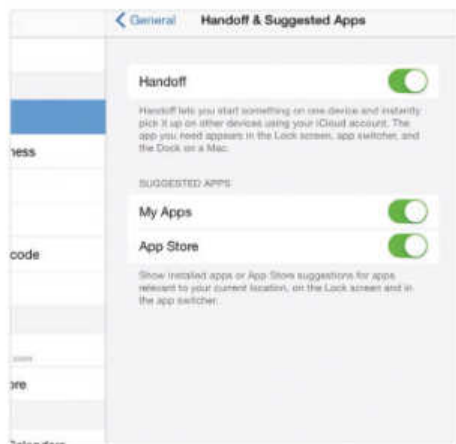 General
Handoff & Suggested Apps
Handoff
Handoff lets you start something on one device and instantly
pick it up on other devices using your iCloud account. The
app you need appears in the Lock screen, app switcher, and
the Dock on a Mac.
ness
SUGGESTED APPS
My Apps
code
App Store
Show installed apps or App Store suggestions for apps
relevant to your current location, on the Lock screen and in
the app switcher.
ore